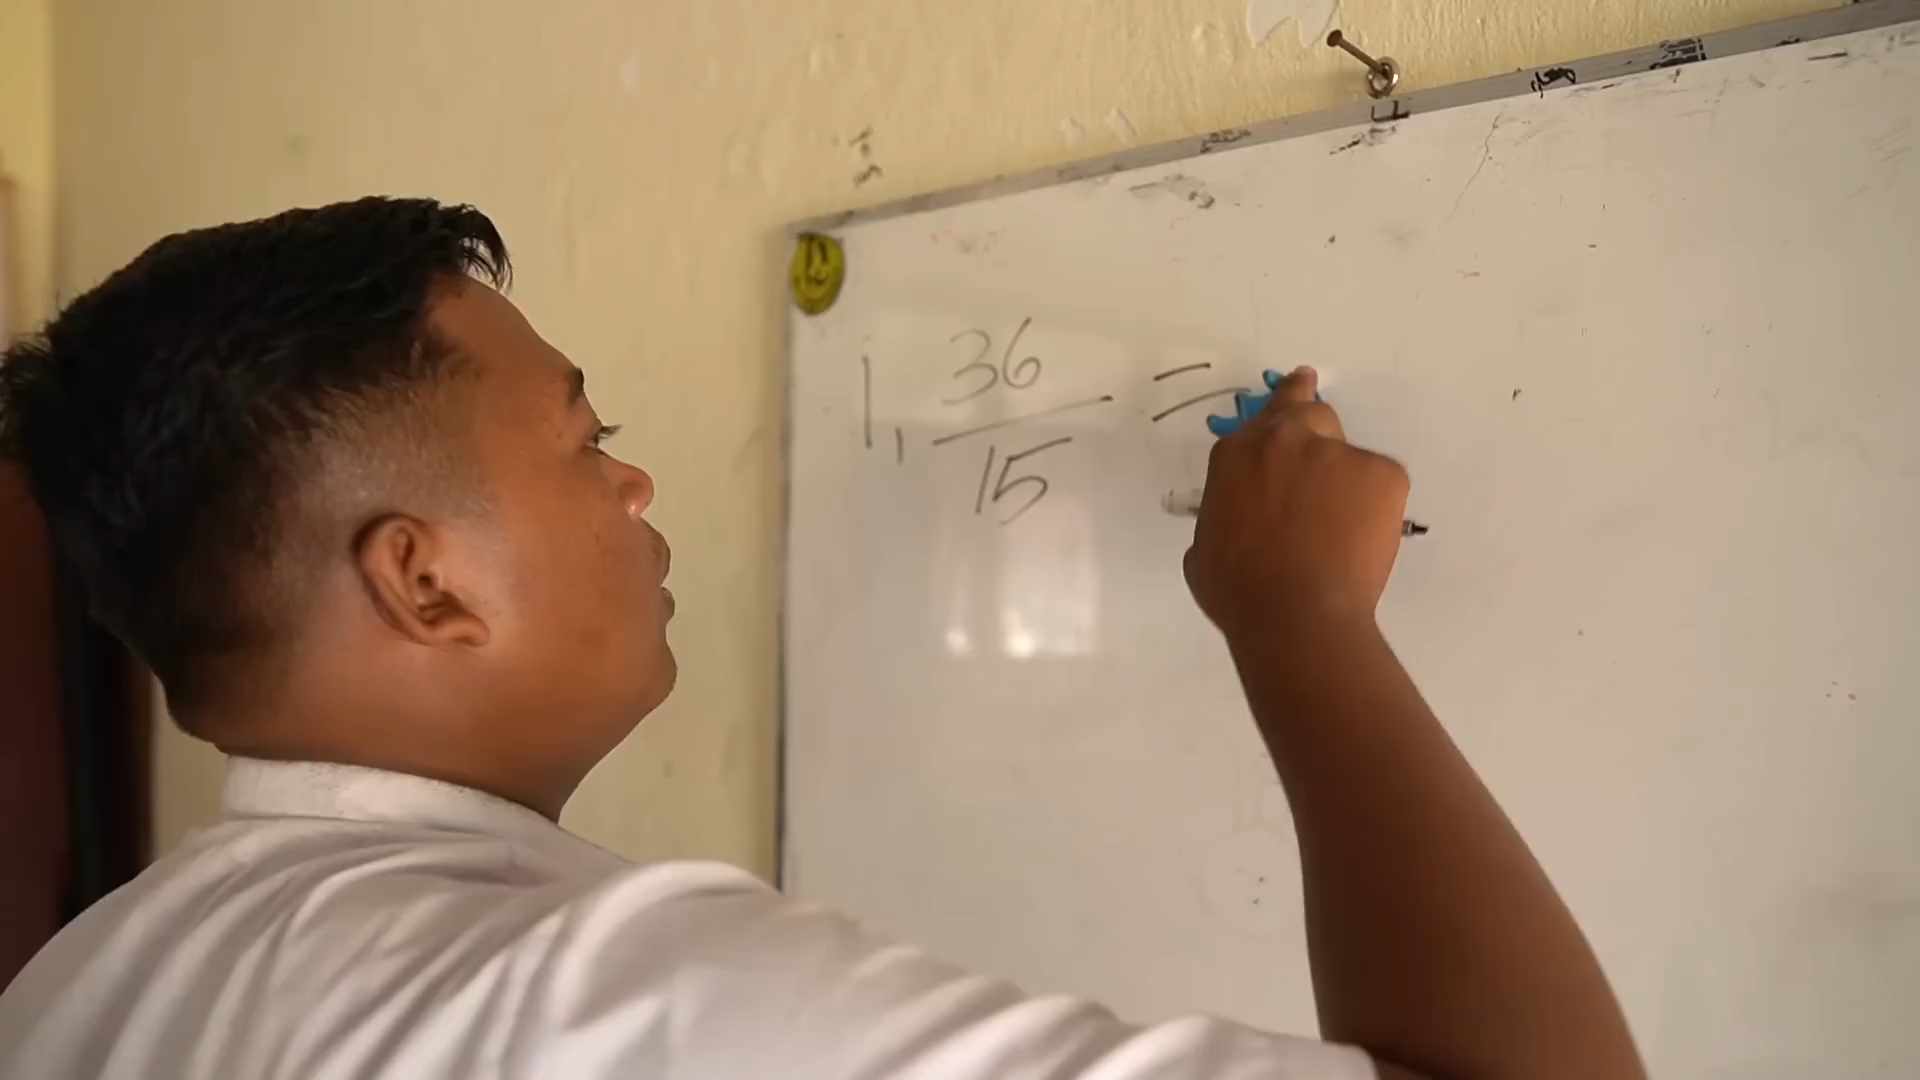 1, 36/15 =